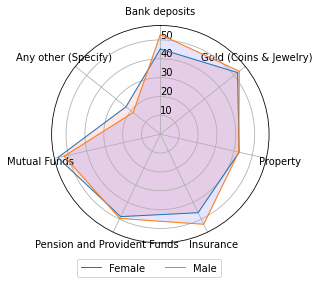 Bank deposits
50
Any other (Specify)
Gold (Coins & Jewelry)
40
30
20
10
Mutual Funds
Property
Pension and Provident Funds
Insurance
Female
Male